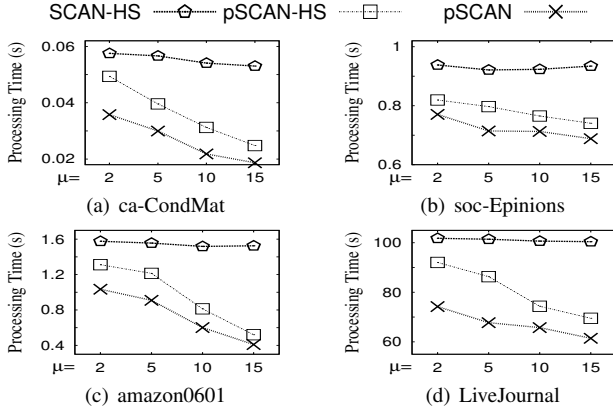 SCAN-HS pSCAN-HS pSCAN
Processing Time (s)
0.06
0.04
0.02
μ= 2 5 10 15
(a) ca-CondMat
Processing Time (s)
1
0.8
0.6
μ= 2 5 10 15
(b) soc-Epinions
Processing Time (s)
1.6
1.2
0.8
0.4
μ= 2 5 10 15
(c) amazon0601
Processing Time (s)
100
80
60
μ= 2 5 10 15
(d) LiveJournal